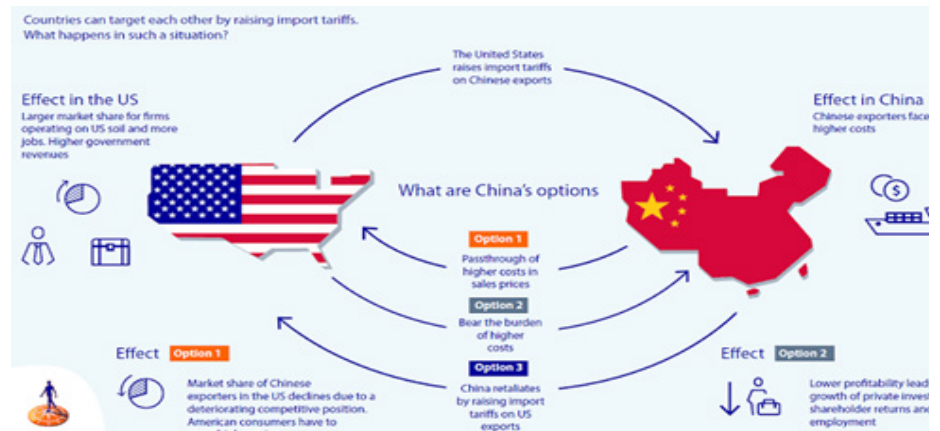 Countries can target each other by raising import tariffs.
What happens in such a situation?
The United States
raises import tariffs
on Chinese exports
Effect in the US
Larger market share for firms
operating on US soil and more
jobs. Higher government
revenues
Effect in China
Chinese exporters face
higher costs
What are China's options
Option 1
Passthrough of
higher costs in
sales prices
Option 2
Bear the burden
of higher
costs
Option 3
China retaliates
by raising import
tariffs on US
exports
Effect Option 1
Market share of Chinese
exporters in the US declines due to a
deteriorating competitive position.
American consumers have to
Effect Option 2
Lower profitability lead
growth of private invest
shareholder returns and
employment